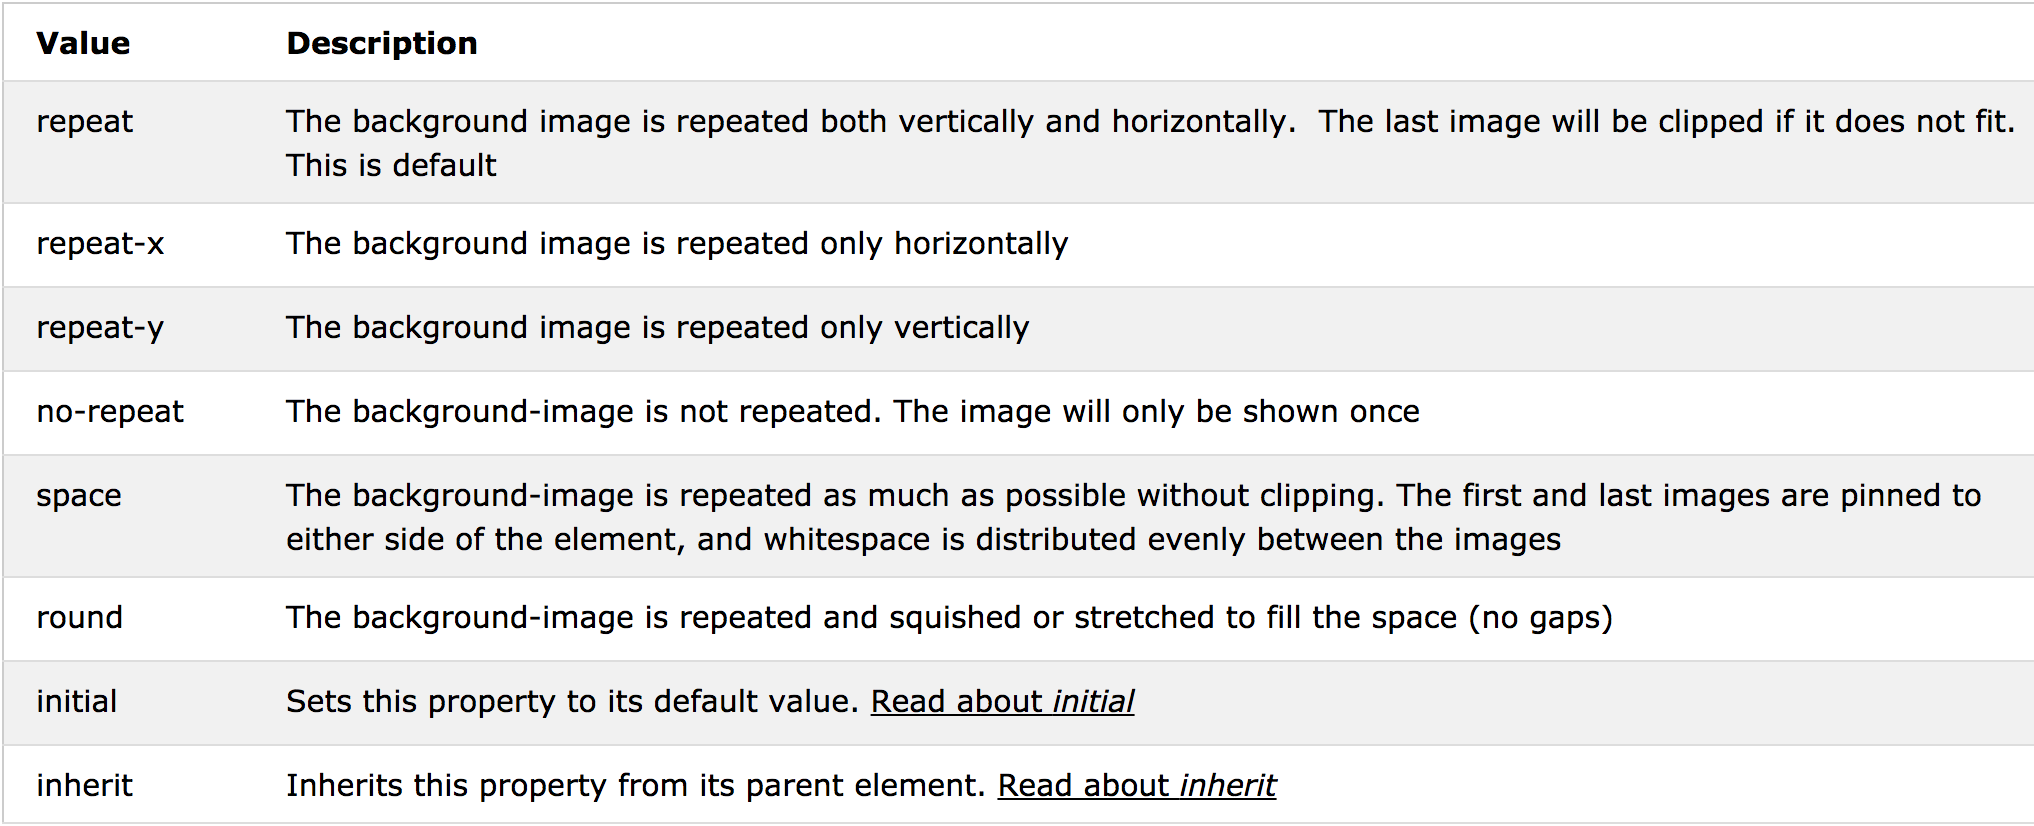 Value Description
repeat The background image is repeated both vertically and horizontally.  The last image will be clipped if it does not fit.
This is default
repeat-x The background image is repeated only horizontally
repeat-y The background image is repeated only vertically
no-repeat The background-image is not repeated. The image will only be shown once
space The background-image is repeated as much as possible without clipping. The first and last images are pinned to
either side of the element, and whitespace is distributed evenly between the images
round The background-image is repeated and squished or stretched to fill the space (no gaps)
initial Sets this property to its default value. Read about initial
inherit Inherits this property from its parent element. Read about inherit